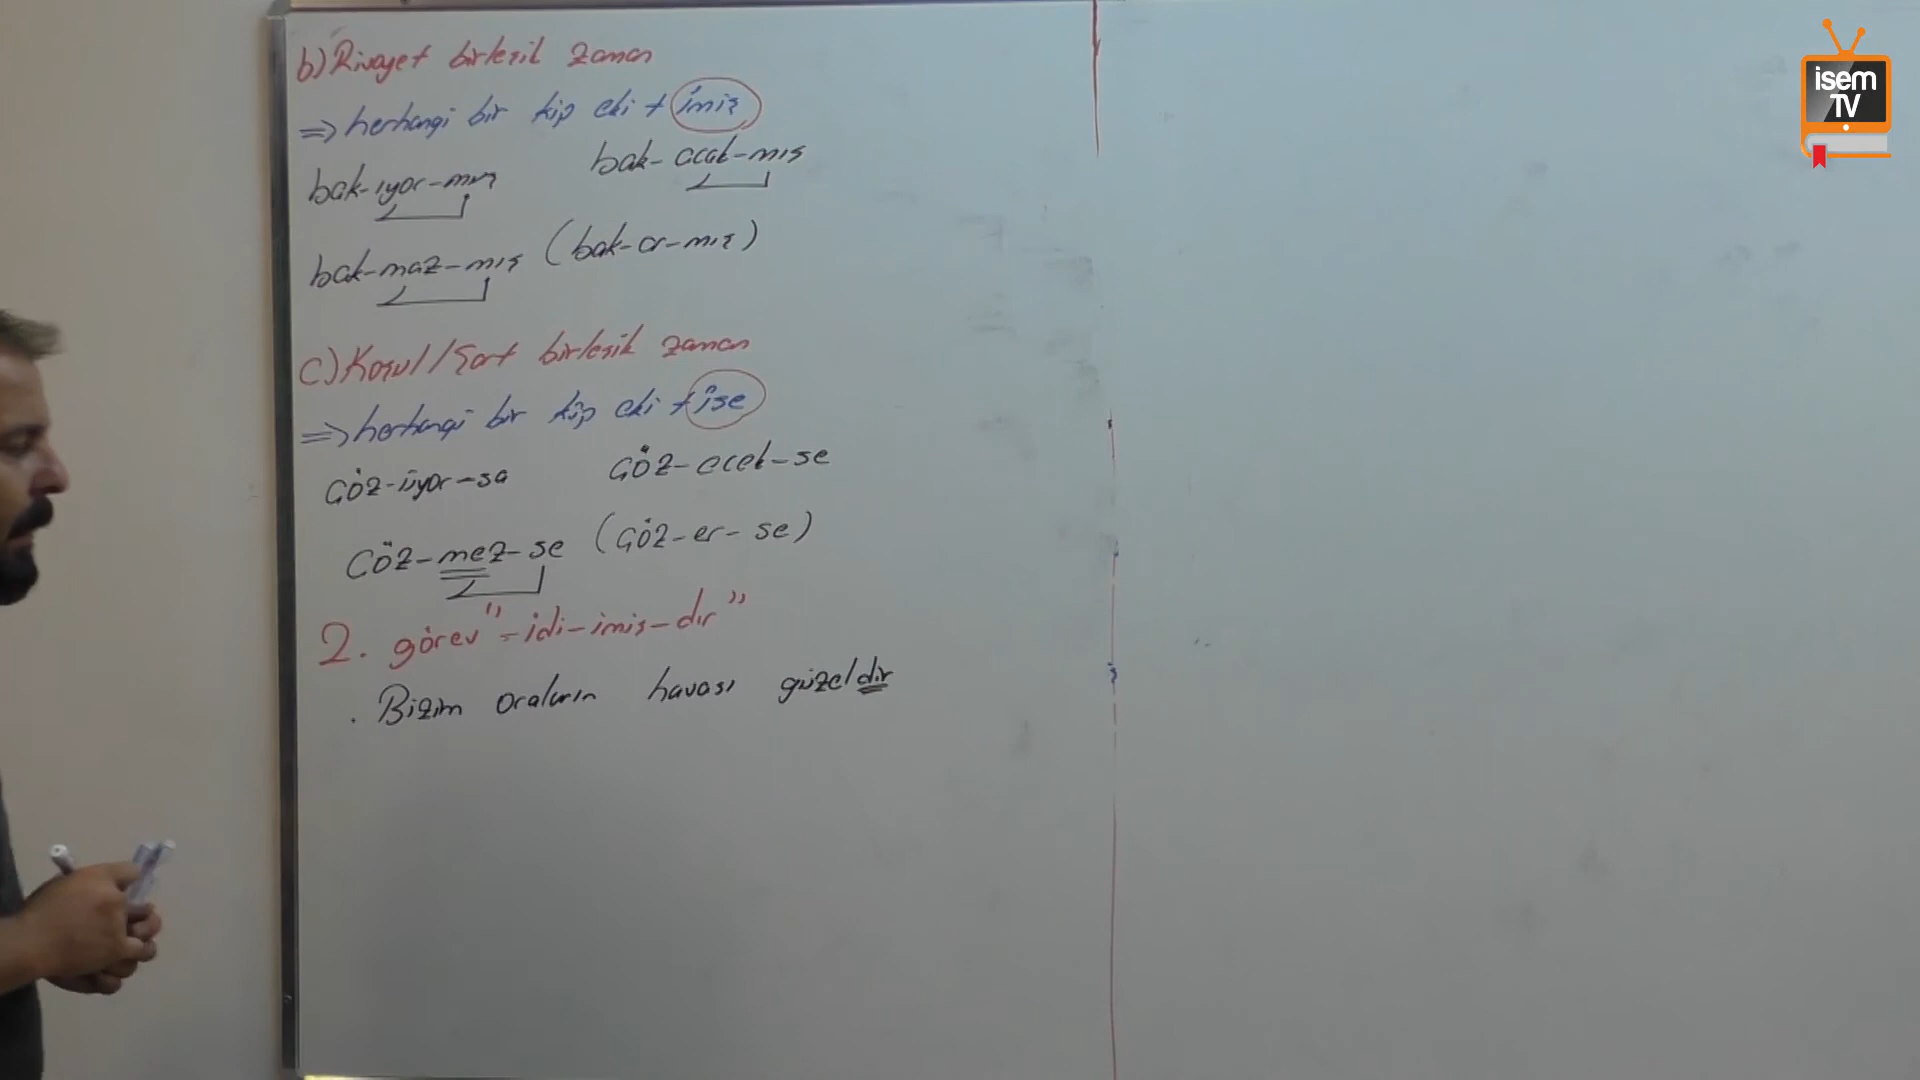 b) Rivayet birleşik zaman
⇒ herhangi bir kip eki + imiş
bak-ıyor-muş
bak-acak-mış
bak-maz-mış (bak-ar-mış)
c) Koşul/Şart birleşik zaman
⇒ herhangi bir kip eki + ise
Çöz-üyor-sa
Çöz-ecek-se
Çöz-mez-se (Çöz-er-se)
2. görev "-idi-imiş-dır"
. Bizim oraların havası güzeldir
isem
TV